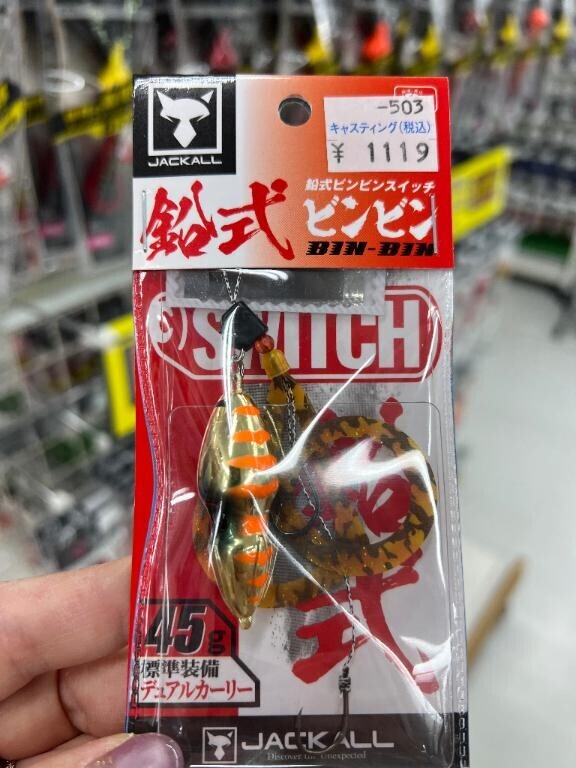 JACKALL
-503
キャスティング(税込)
¥ 1119
鉛式ビンビンスイッチ
鉛式
ビンビン
BIN-BIN
SWITCH
鉛式
45g
標準装備
デュアルカーリー
JACKALL
Discover the Unexpected